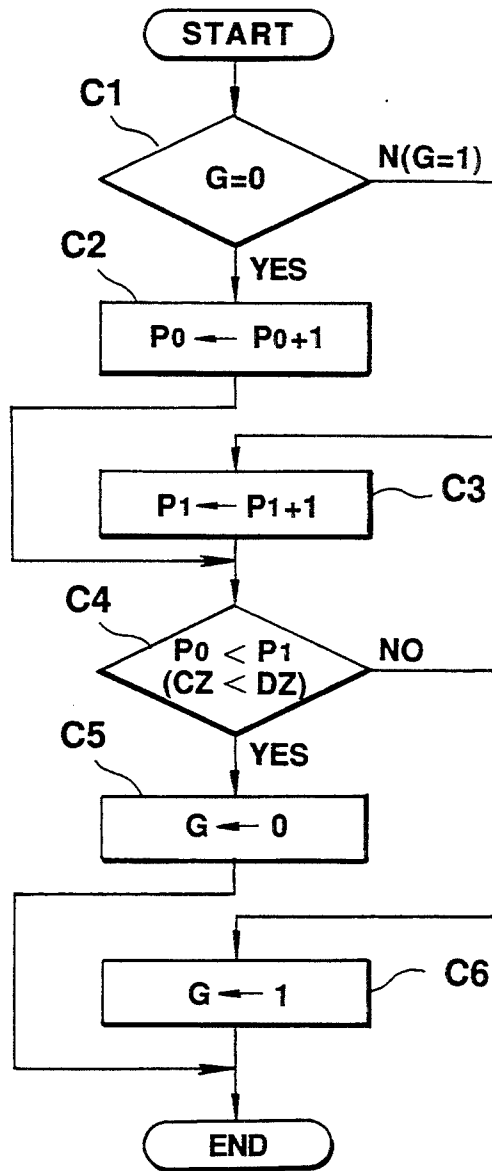 START
C1
G=0
N(G=1)
C2
YES
P0 ← P0+1
P1 ← P1+1
C3
C4
P0 < P1
(CZ < DZ)
NO
C5
YES
G ← 0
G ← 1
C6
END